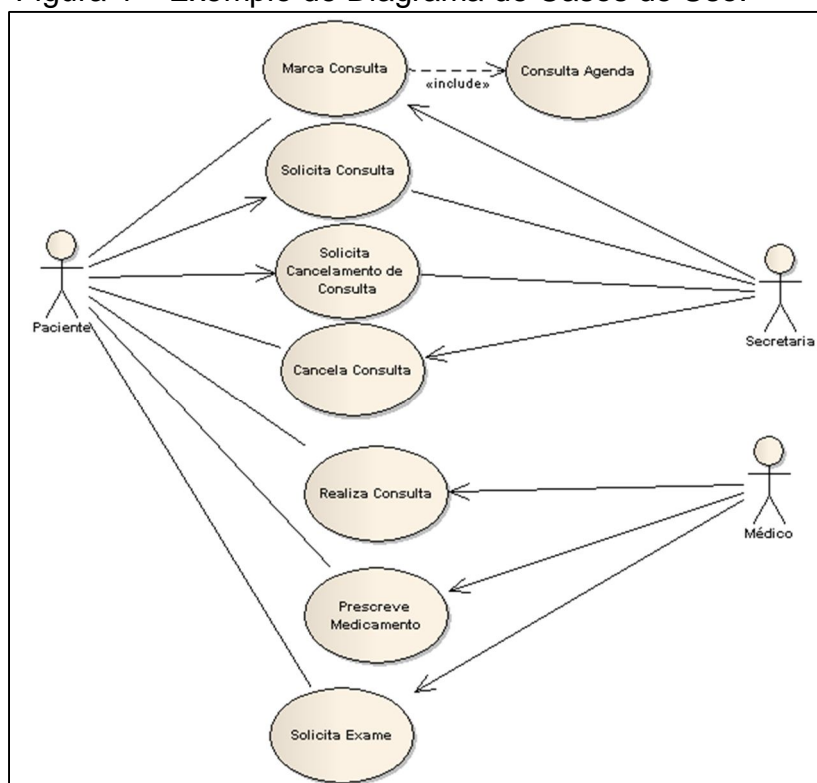 Figura – Exemplo de Diagrama de Casos de Uso.
Marca Consulta
«include»
Consulta Agenda
Solicita Consulta
Solicita
Cancelamento de
Consulta
Paciente
Secretaria
Cancela Consulta
Realiza Consulta
Médico
Prescreve
Medicamento
Solicita Exame